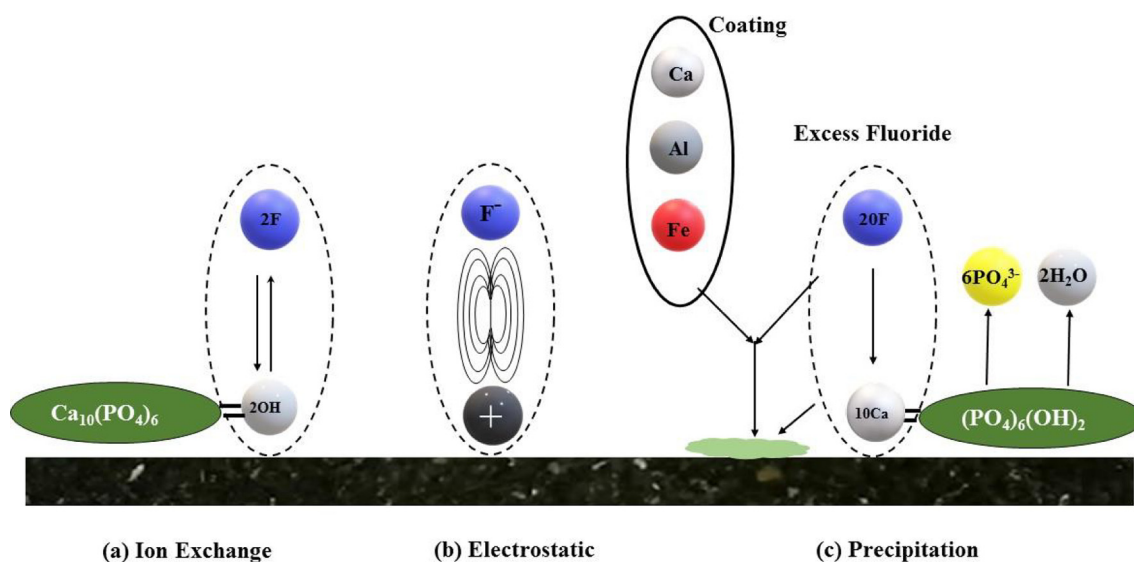 Coating
Ca
Al
Fe
Excess Fluoride
2F
F⁻
20F
6PO₄³⁻
2H₂O
Ca₁₀(PO₄)₆
2OH
+
10Ca
(PO₄)₆(OH)₂
(a) Ion Exchange
(b) Electrostatic
(c) Precipitation